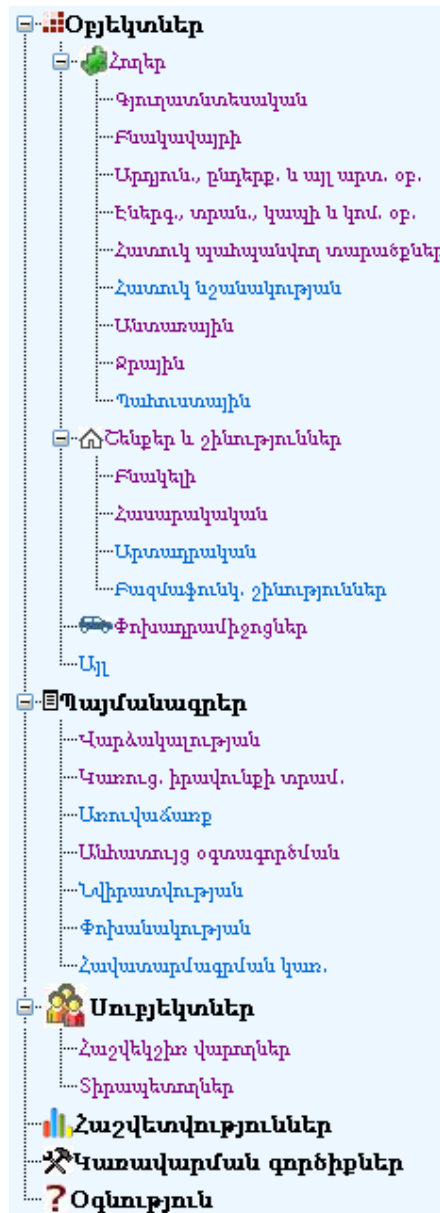 Օբյեկտներ
Հողեր
Գյուղատնտեսական
Բնակավայրի
Արդյուն., ընդերք. և այլ արտ. օբ.
Էներգ., տրան., կապի և կոմ. օբ.
Հատուկ պահպանվող տարածքներ
Հատուկ նշանակության
Անտառային
Ջրային
Պահուստային
Շենքեր և շինություններ
Բնակելի
Հասարակական
Արտադրական
Բազմաֆունկ. շինություններ
Փոխադրամիջոցներ
Այլ
Պայմանագրեր
Վարձակալության
Կառուց. իրավունքի տրամ.
Առուվաճառք
Անհատույց օգտագործման
Նվիրատվության
Փոխանակության
Հավատարմագրման կառ.
Սուբյեկտներ
Հաշվեկշիռ վարողներ
Տիրապետողներ
Հաշվետվություններ
Կառավարման գործիքներ
Օգնություն